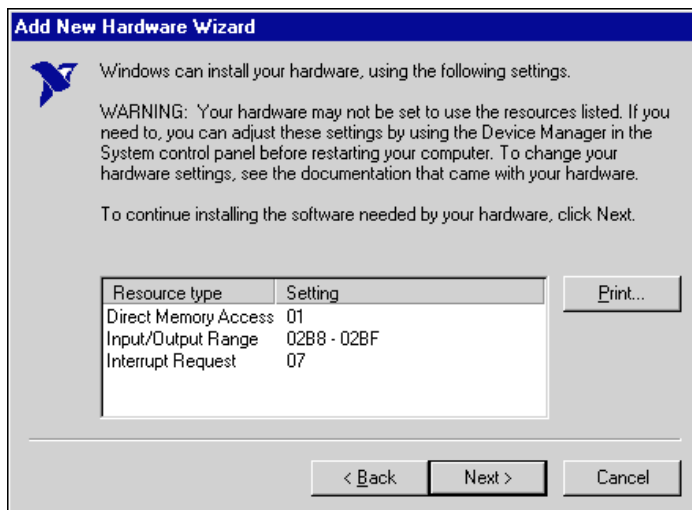 Add New Hardware Wizard
Windows can install your hardware, using the following settings.
WARNING: Your hardware may not be set to use the resources listed. If you
need to, you can adjust these settings by using the Device Manager in the
System control panel before restarting your computer. To change your
hardware settings, see the documentation that came with your hardware.
To continue installing the software needed by your hardware, click Next.
Resource type Setting
Direct Memory Access 01
Input/Output Range 02B8 - 02BF
Interrupt Request 07
Print...
< Back Next > Cancel